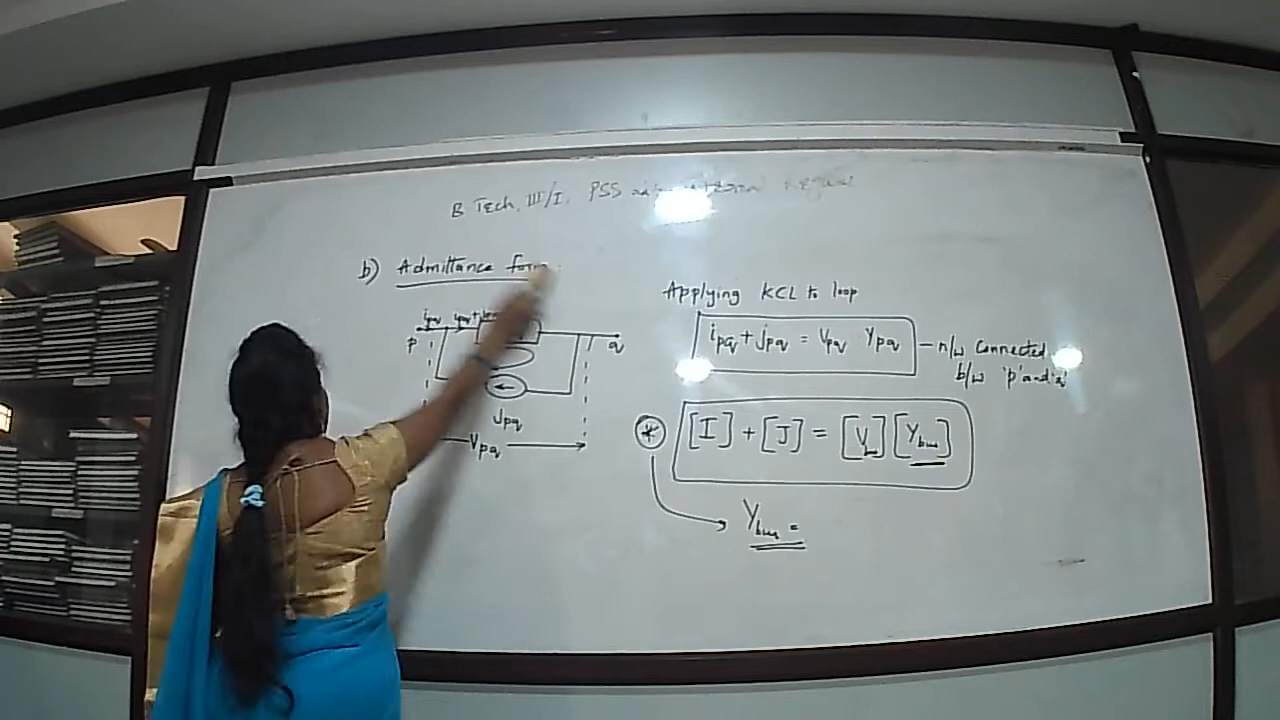 B Tech, III/I, PSS
b) Admittance form
ipq
p
q
Jpq
Vpq
Applying KCL to loop
ipq + jpq = Vpq Ypq - n/w Connected
b/w 'p' and 'q'
* [I] + [J] = [V] [Ybus]
Ybus =